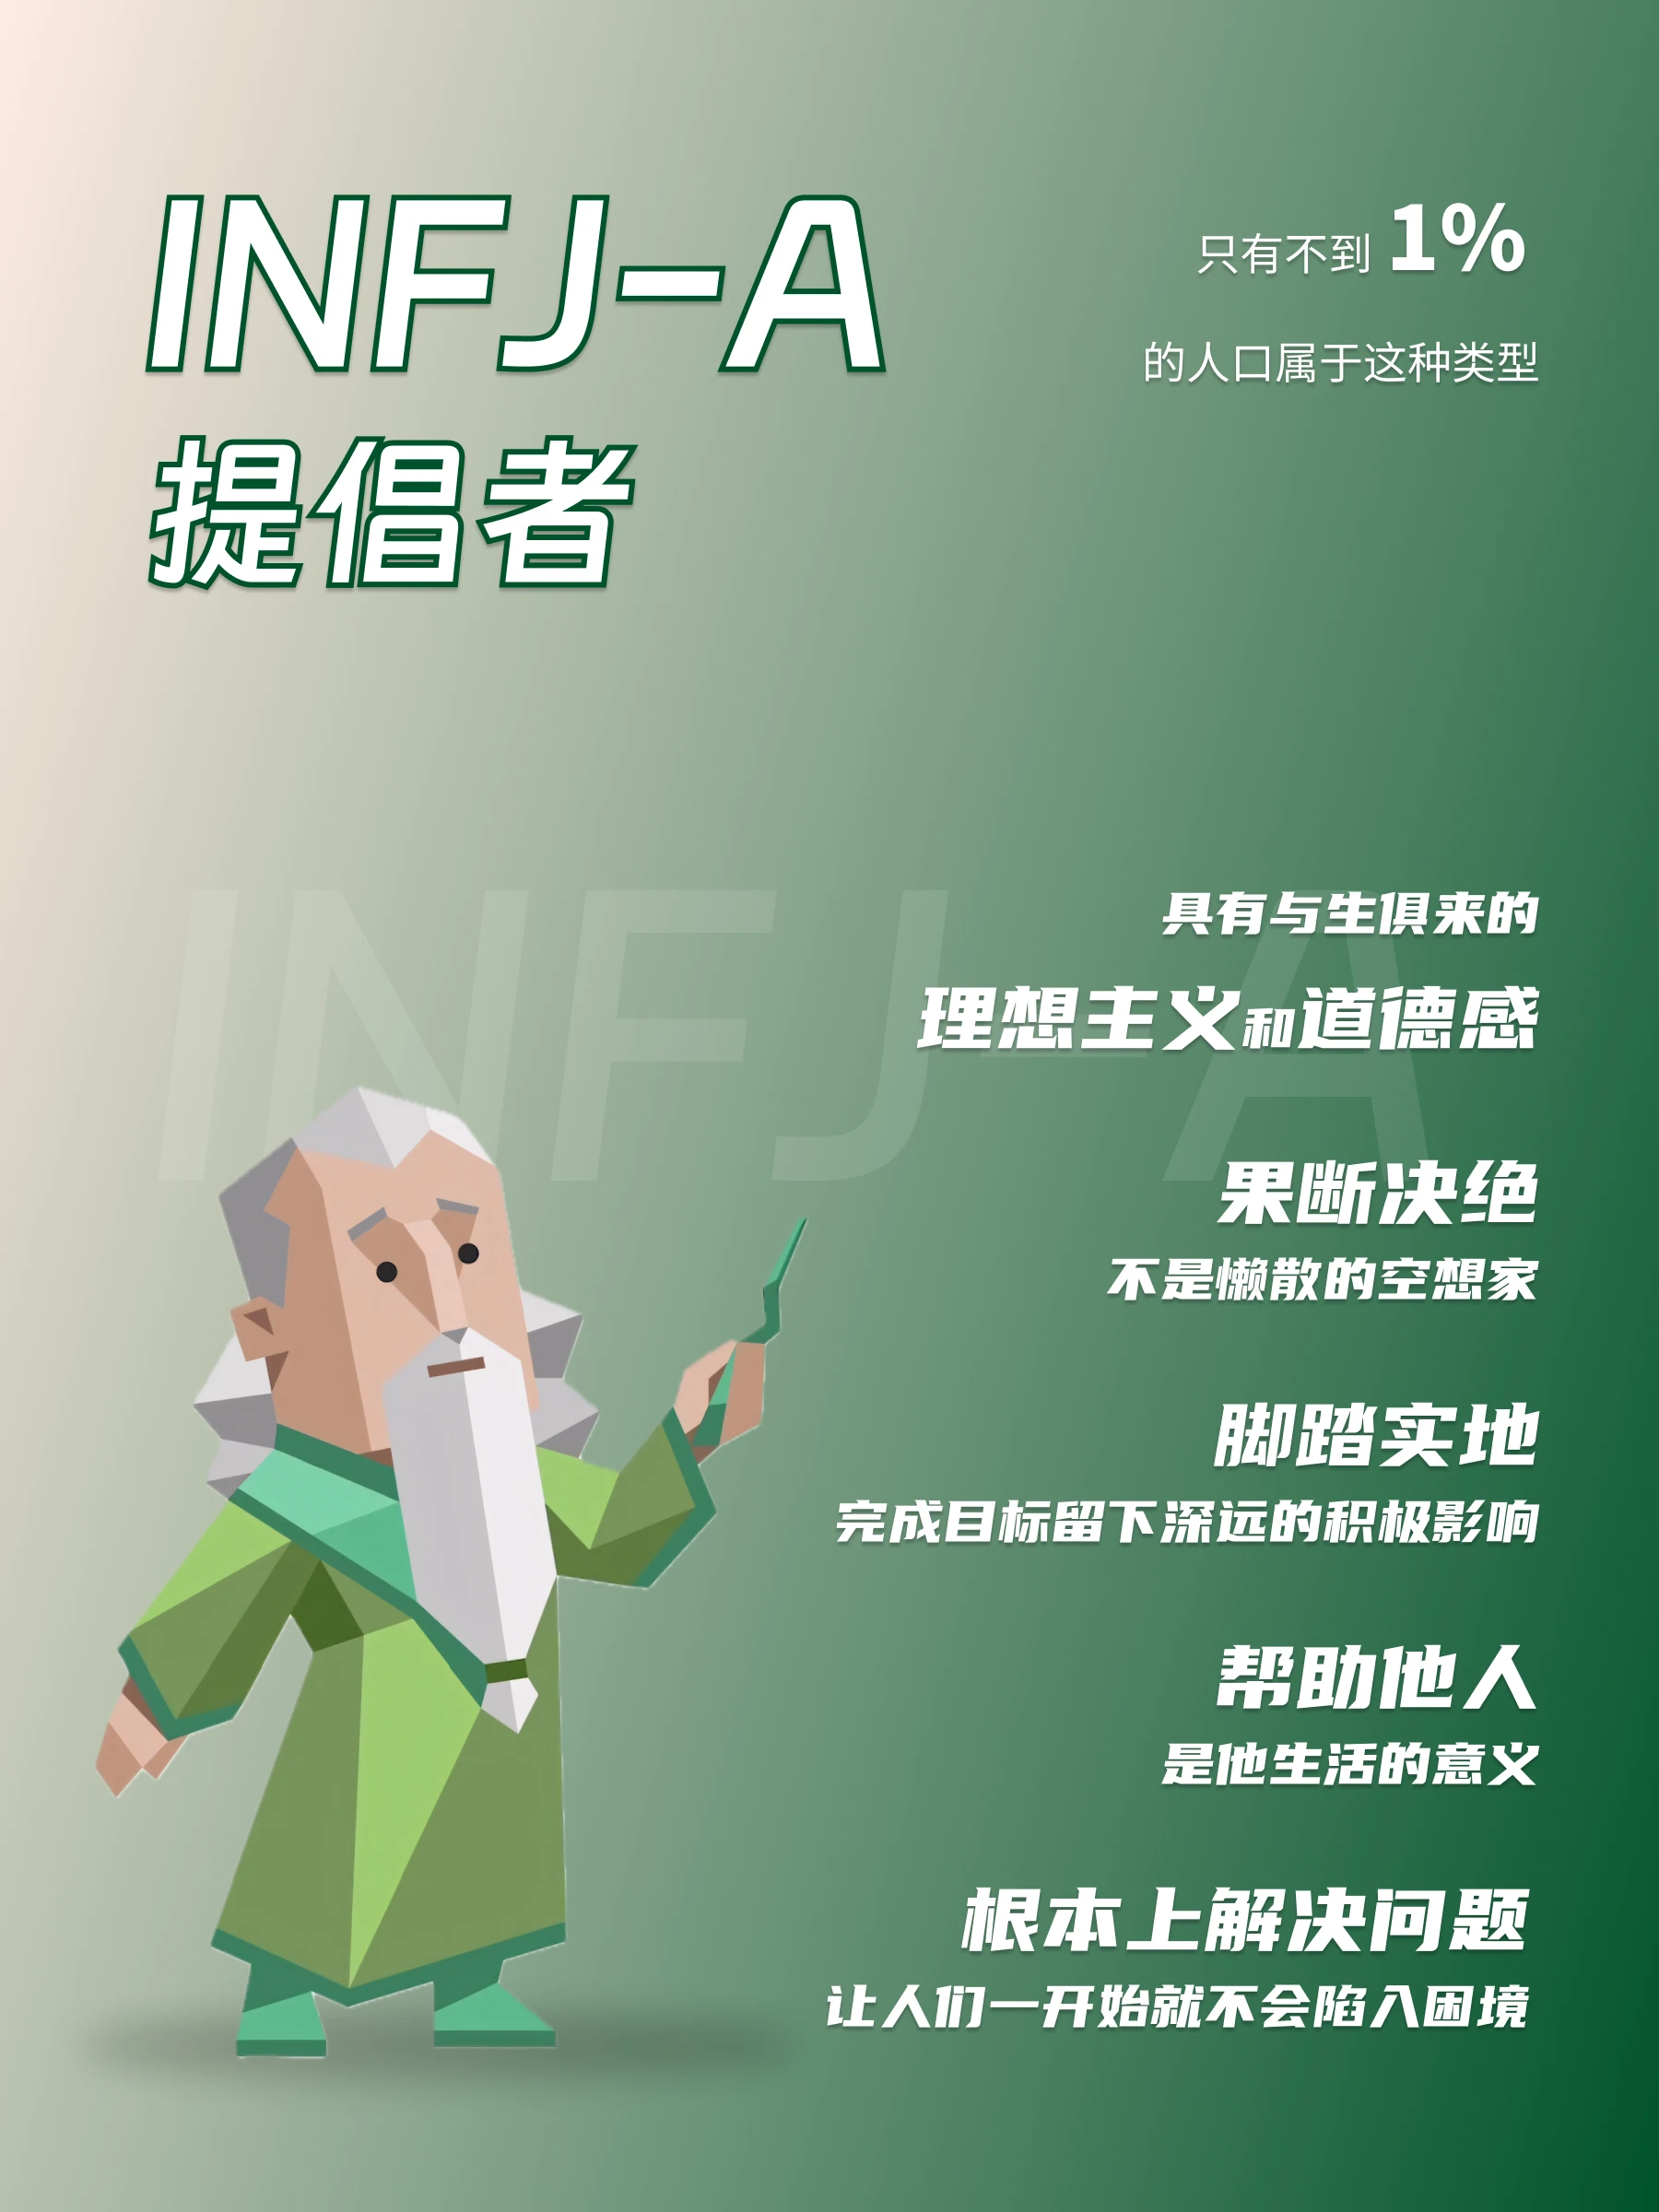 INFJ-A
提倡者
只有不到 1%
的人口属于这种类型
INFJ-A
具有与生俱来的
理想主义和道德感
果断决绝
不是懒散的空想家
脚踏实地
完成目标留下深远的积极影响
帮助他人
是他生活的意义
根本上解决问题
让人们一开始就不会陷入困境